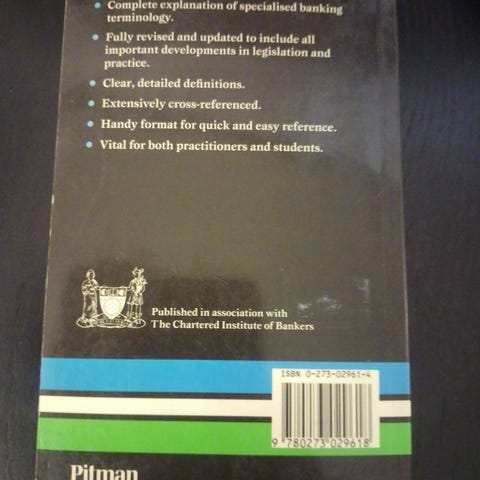 • Complete explanation of specialised banking
terminology.
• Fully revised and updated to include all
important developments in legislation and
practice.
• Clear, detailed definitions.
• Extensively cross-referenced.
• Handy format for quick and easy reference.
• Vital for both practitioners and students.
Published in association with
The Chartered Institute of Bankers
ISBN 0-273-02961-4
9 780273 029618
Pitman